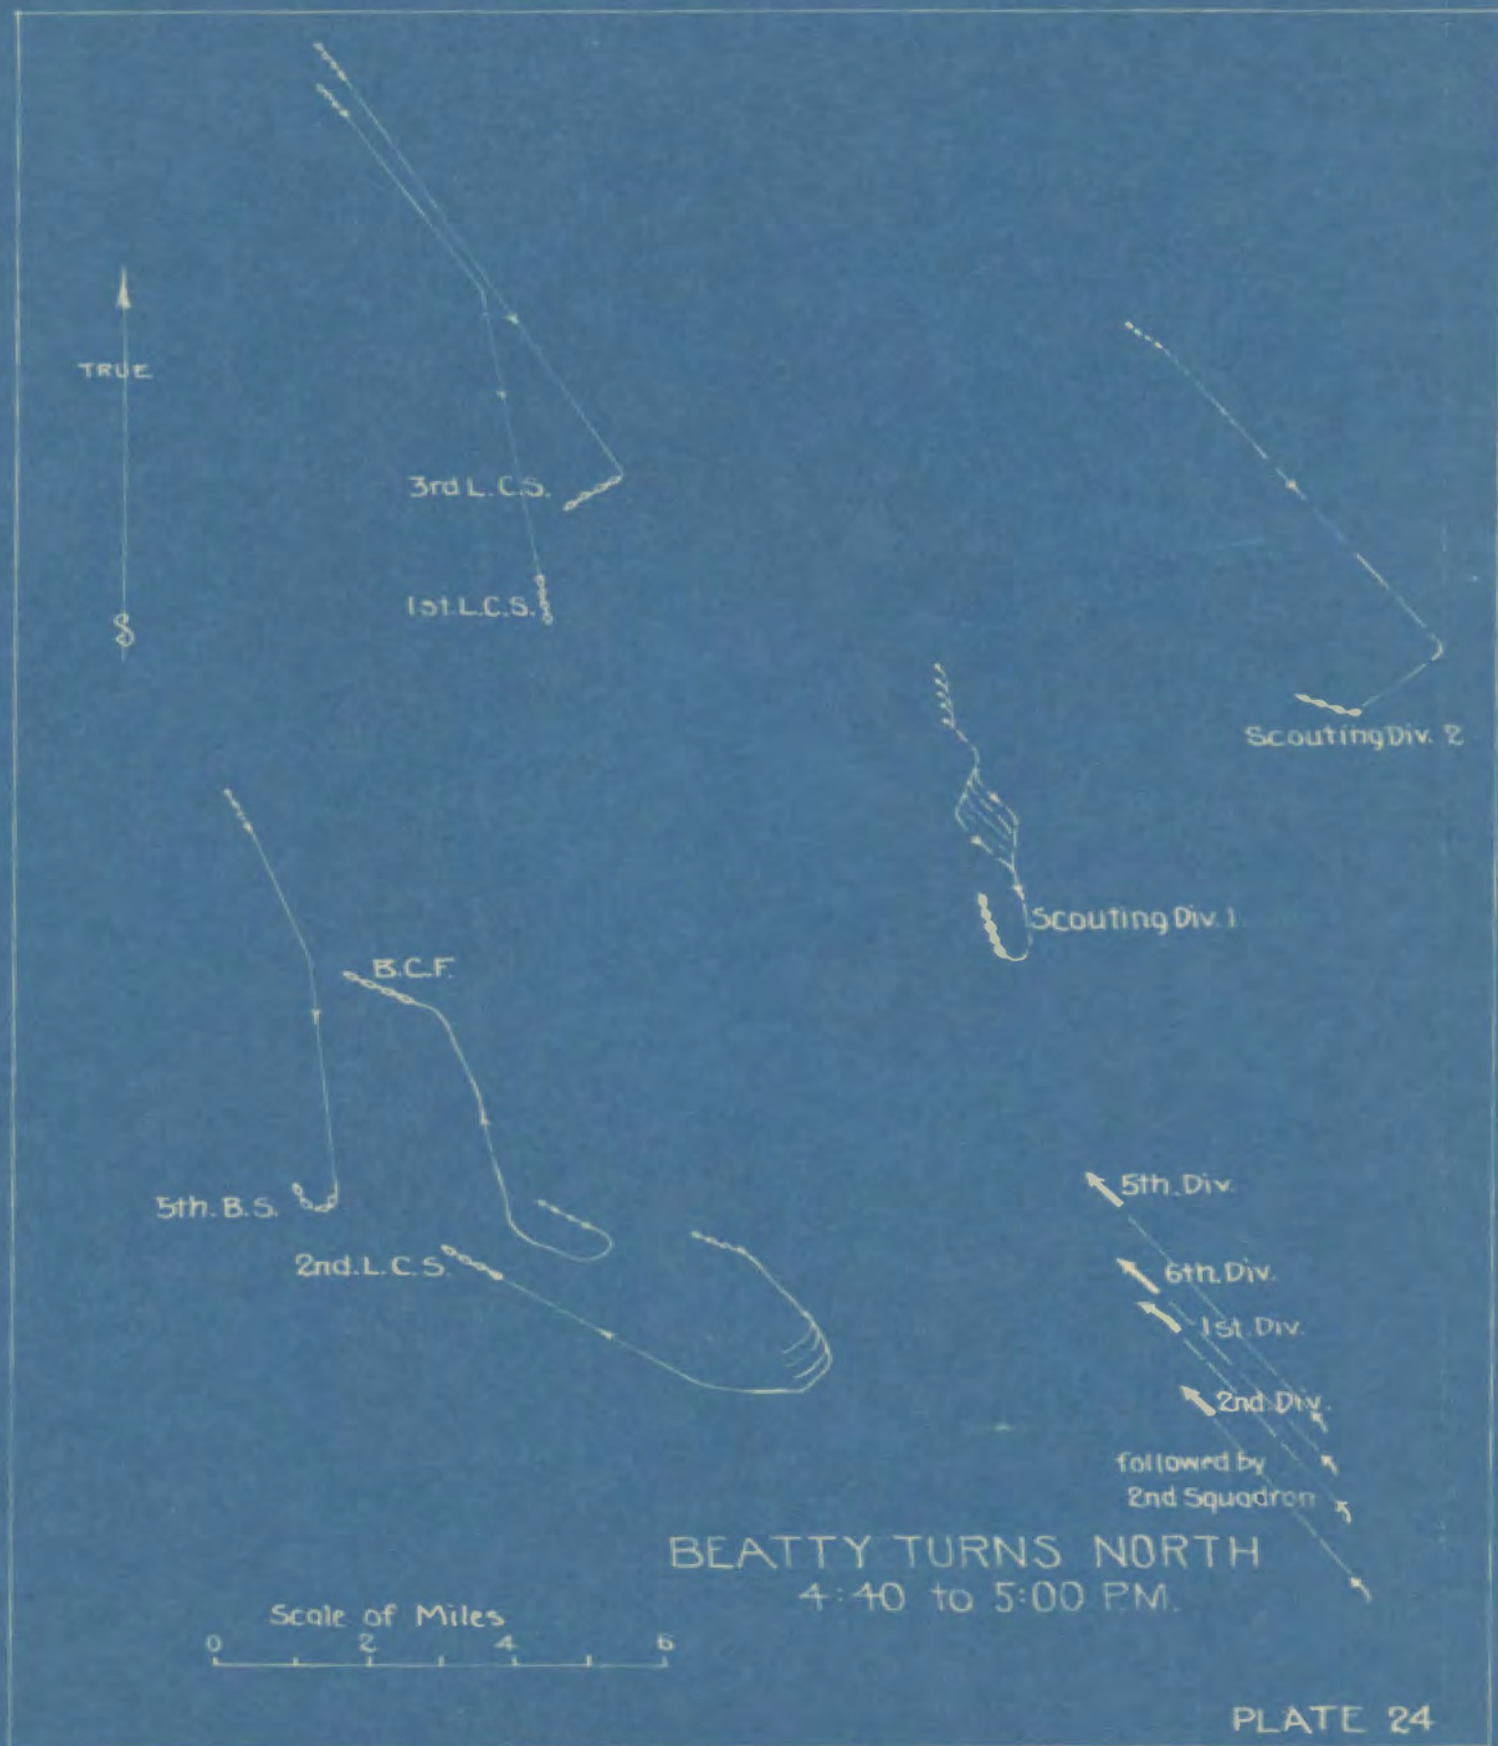 TRUE
3rd L.C.S.
1st L.C.S.
Scouting Div. 2
Scouting Div. 1
B.C.F.
5th. B.S.
2nd. L.C.S.
5th. Div.
6th. Div.
1st. Div.
2nd. Div.
followed by
2nd Squadron
BEATTY TURNS NORTH
4:40 to 5:00 P.M.
Scale of Miles
0 2 4 6
PLATE 24